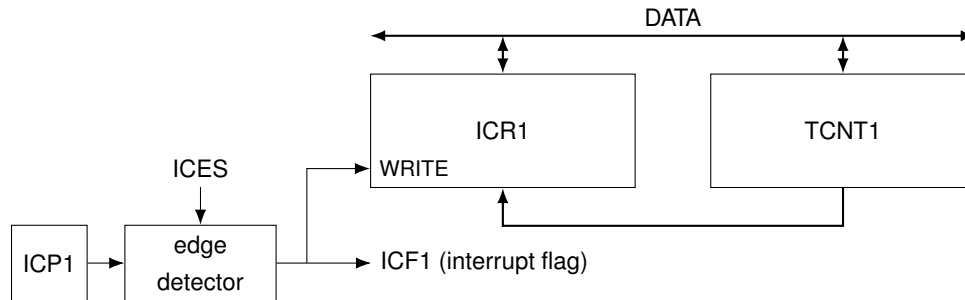 DATA
ICR1
TCNT1
WRITE
ICES
ICP1
edge
detector
ICF1 (interrupt flag)